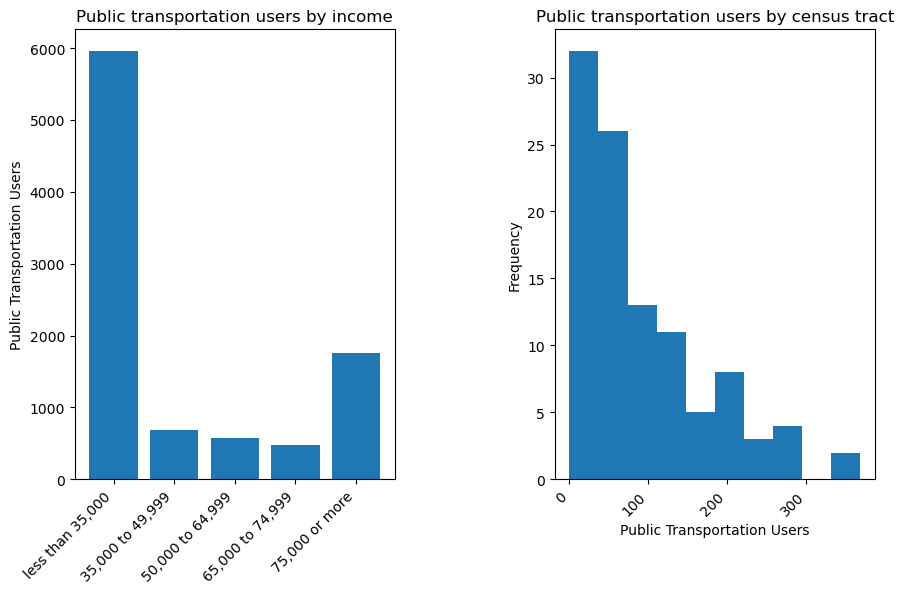 Public transportation users by income
Public Transportation Users
6000
5000
4000
3000
2000
1000
0
less than 35,000
35,000 to 49,999
50,000 to 64,999
65,000 to 74,999
75,000 or more
Public transportation users by census tract
Frequency
30
25
20
15
10
5
0
0
100
200
300
Public Transportation Users